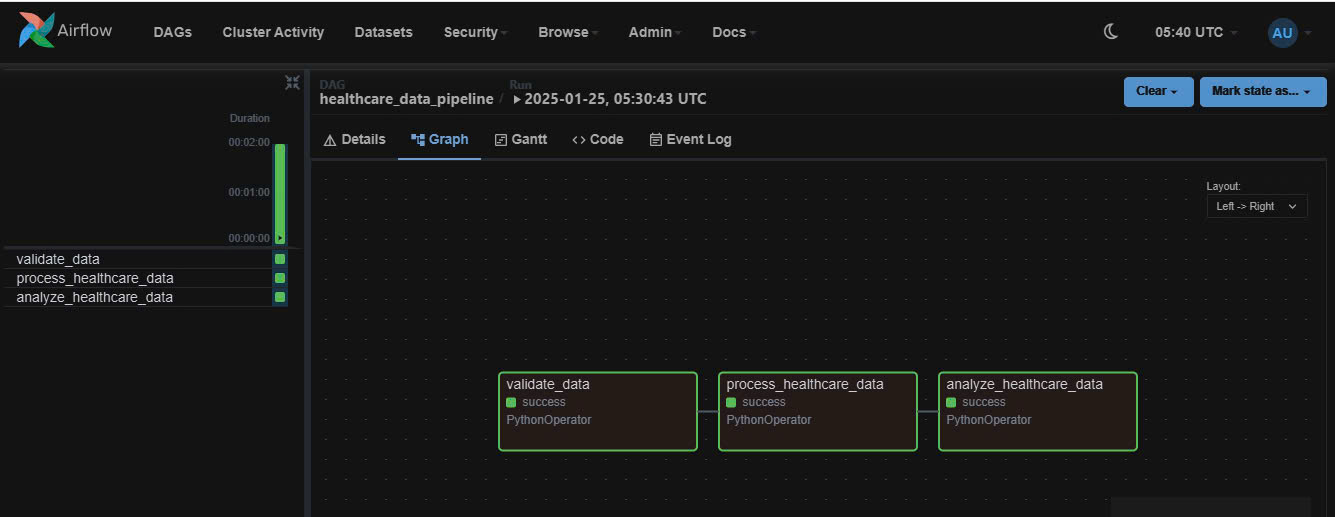 Airflow DAGs Cluster Activity Datasets Security Browse Admin Docs 05:40 UTC AU
DAG Run
healthcare_data_pipeline / 2025-01-25, 05:30:43 UTC
Clear Mark state as...
Details Graph Gantt Code Event Log
Duration
00:02:00
00:01:00
00:00:00
validate_data
process_healthcare_data
analyze_healthcare_data
Layout:
Left -> Right
validate_data
success
PythonOperator
process_healthcare_data
success
PythonOperator
analyze_healthcare_data
success
PythonOperator